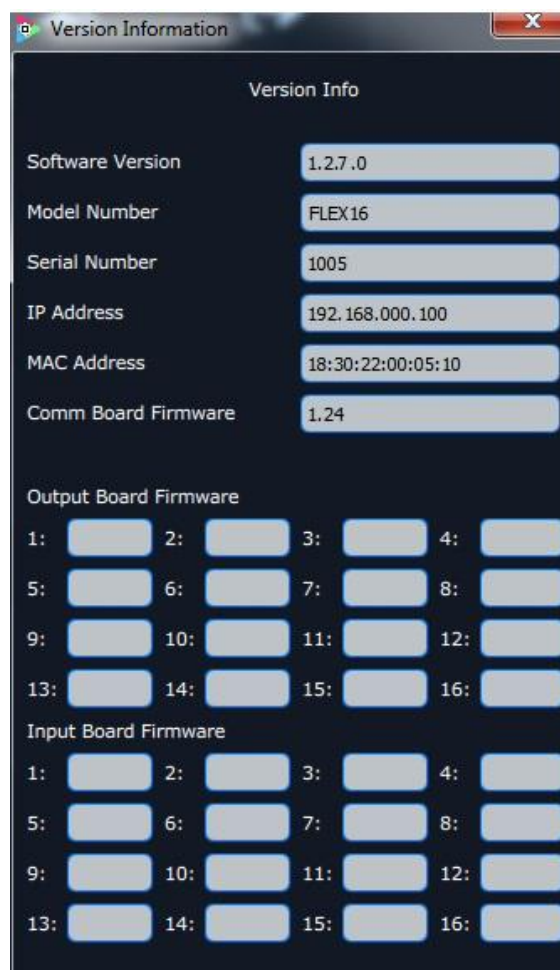 Version Information
Version Info
Software Version 1.2.7.0
Model Number FLEX16
Serial Number 1005
IP Address 192.168.000.100
MAC Address 18:30:22:00:05:10
Comm Board Firmware 1.24
Output Board Firmware
1: 2: 3: 4:
5: 6: 7: 8:
9: 10: 11: 12:
13: 14: 15: 16:
Input Board Firmware
1: 2: 3: 4:
5: 6: 7: 8:
9: 10: 11: 12:
13: 14: 15: 16: